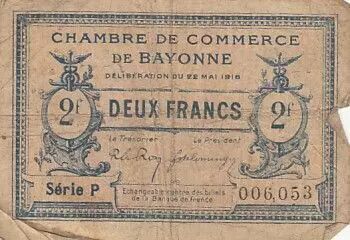 CHAMBRE DE COMMERCE
DE BAYONNE
DÉLIBÉRATION DU 22 MAI 1916
2f DEUX FRANCS 2f
Le Trésorier Le Président
Série P
Echangeable contre des billets
de la Banque de France
006,053